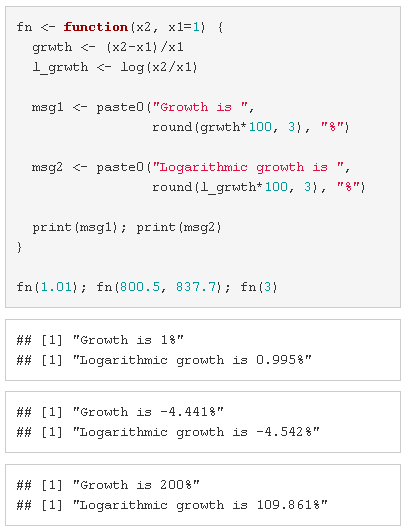 fn <- function(x2, x1=1) {
  grwth <- (x2-x1)/x1
  l_grwth <- log(x2/x1)
  msg1 <- paste0("Growth is ",
                 round(grwth*100, 3), "%")
  msg2 <- paste0("Logarithmic growth is ",
                 round(l_grwth*100, 3), "%")
  print(msg1); print(msg2)
}
fn(1.01); fn(800.5, 837.7); fn(3)
## [1] "Growth is 1%"
## [1] "Logarithmic growth is 0.995%"
## [1] "Growth is -4.441%"
## [1] "Logarithmic growth is -4.542%"
## [1] "Growth is 200%"
## [1] "Logarithmic growth is 109.861%"